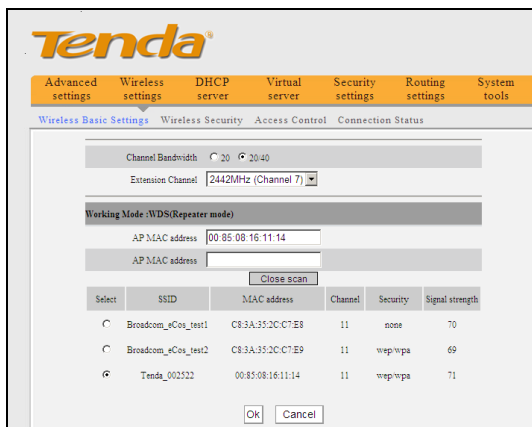 Tenda®
Advanced settings Wireless settings DHCP server Virtual server Security settings Routing settings System tools
Wireless Basic Settings Wireless Security Access Control Connection Status
Channel Bandwidth 20 20/40
Extension Channel 2442MHz (Channel 7)
Working Mode :WDS(Repeater mode)
AP MAC address 00:85:08:16:11:14
AP MAC address
Close scan
Select SSID MAC address Channel Security Signal strength
Broadcom_eCos_test1 C8:3A:35:2C:C7:E8 11 none 70
Broadcom_eCos_test2 C8:3A:35:2C:C7:E9 11 wep/wpa 69
Tenda_002522 00:85:08:16:11:14 11 wep/wpa 71
Ok Cancel